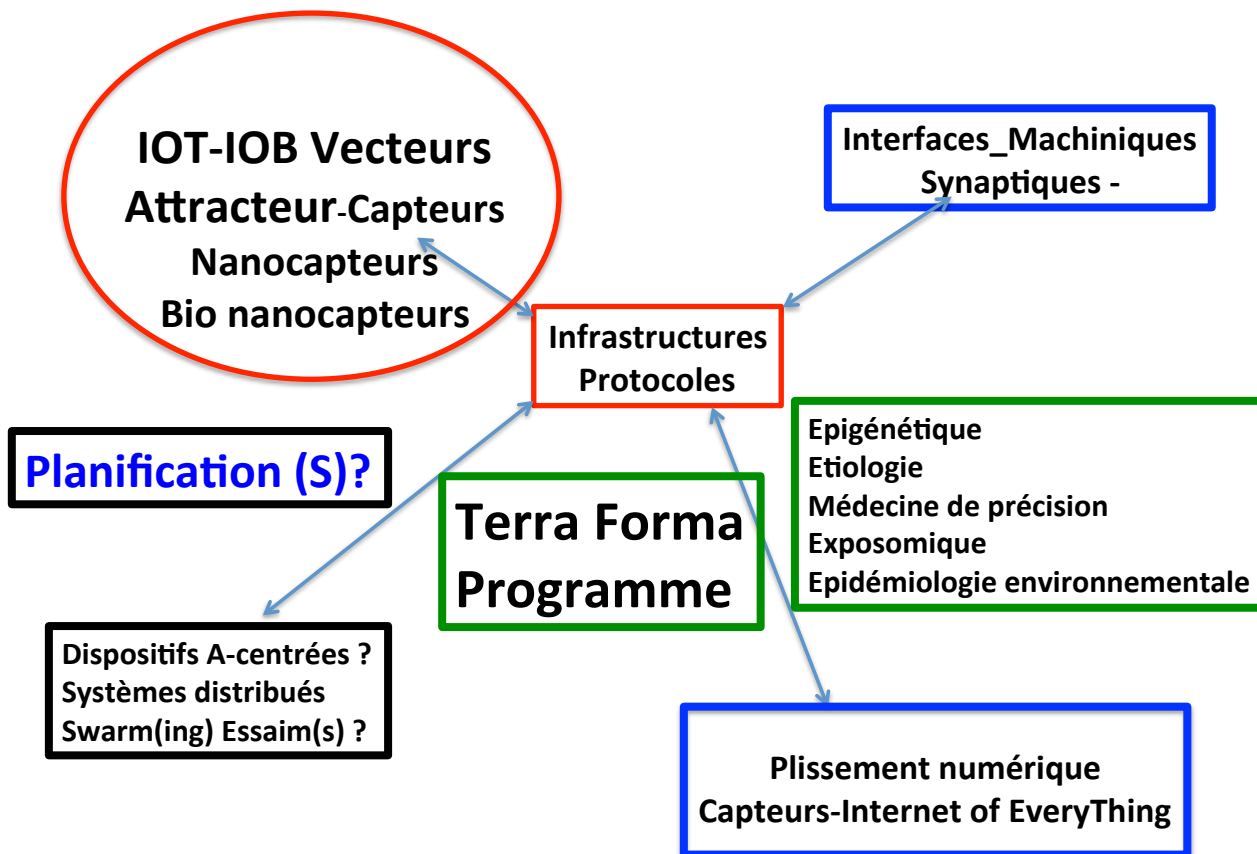 IOT-IOB Vecteurs
Attracteur-Capteurs
Nanocapteurs
Bio nanocapteurs
Interfaces_Machiniques
Synaptiques -
Infrastructures
Protocoles
Planification (S)?
Terra Forma
Programme
Epigénétique
Etiologie
Médecine de précision
Exposomique
Epidémiologie environnementale
Dispositifs A-centrées ?
Systèmes distribués
Swarm(ing) Essaim(s) ?
Plissement numérique
Capteurs-Internet of EveryThing